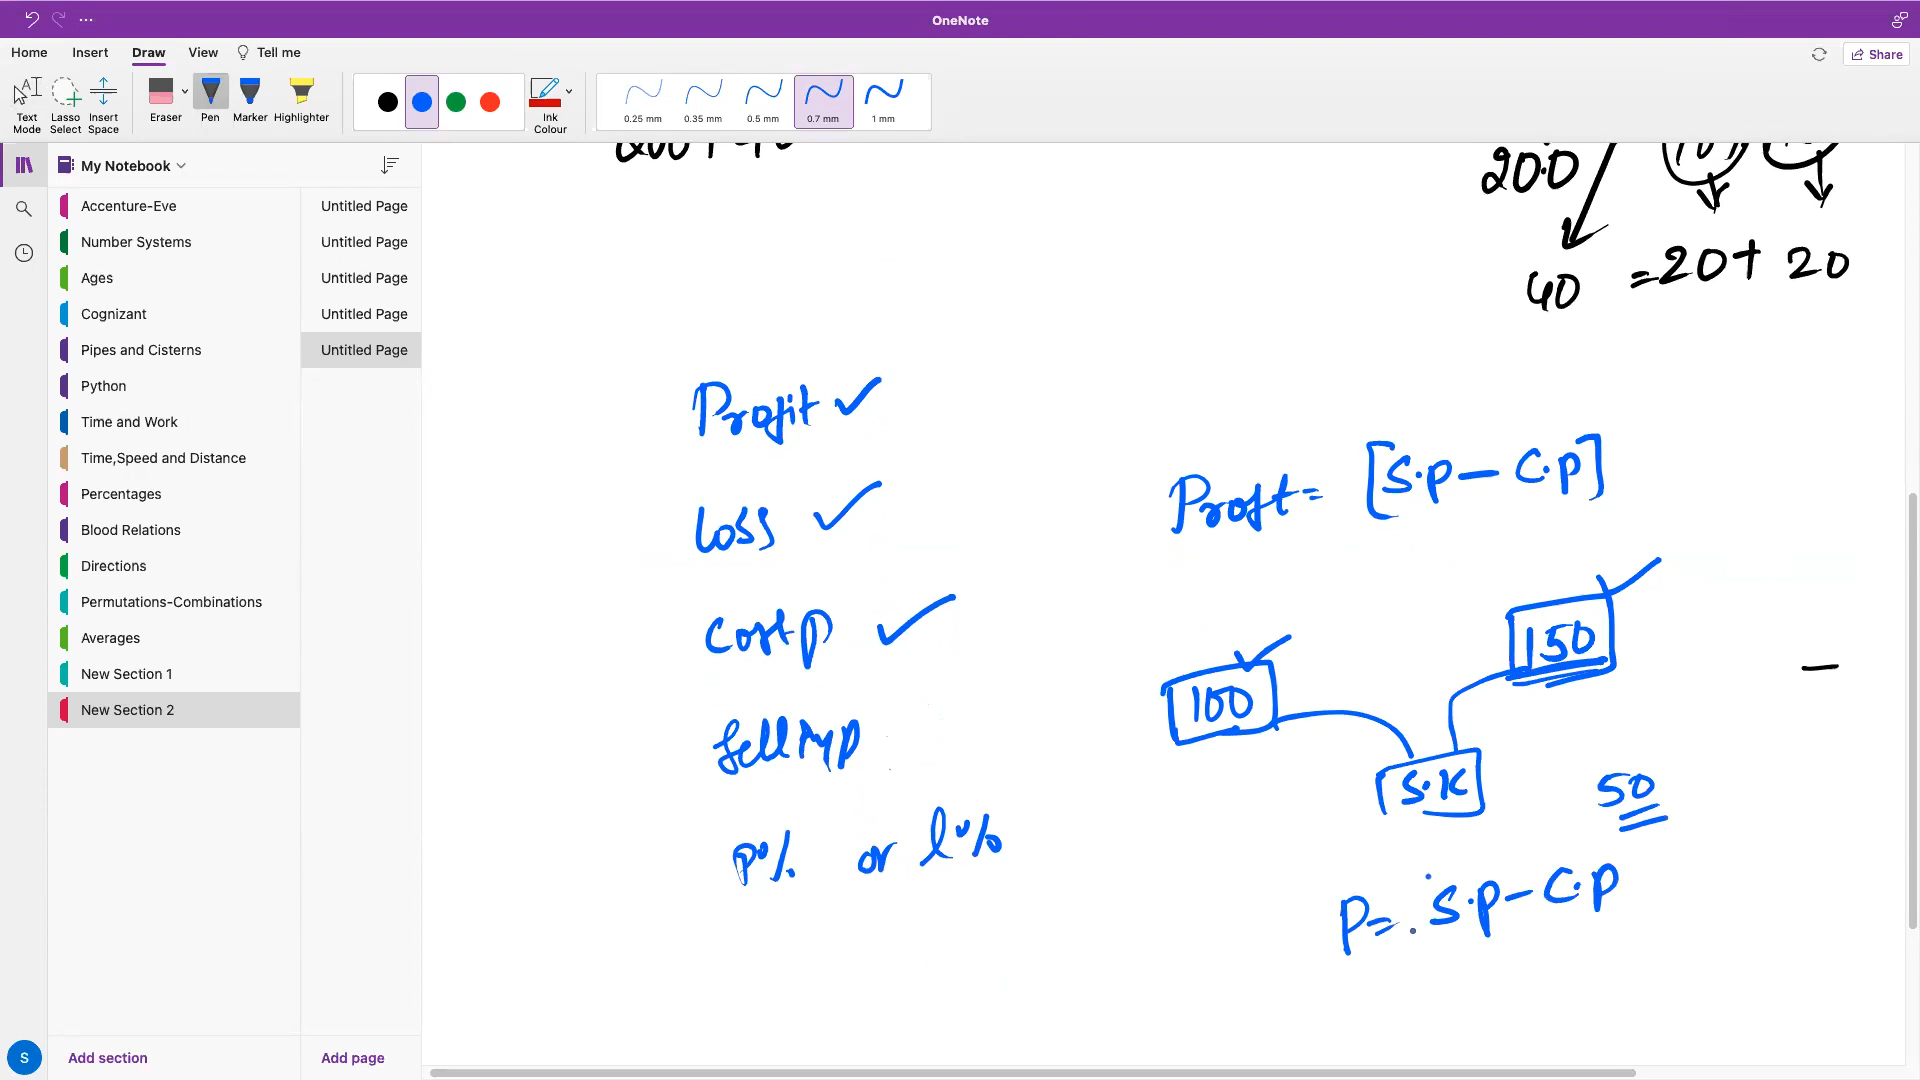 OneNote
Home Insert Draw View Tell me
Share
Text Mode
Lasso Select
Insert Space
Eraser
Pen
Marker
Highlighter
Ink Colour
0.25 mm
0.35 mm
0.5 mm
0.7 mm
1 mm
My Notebook
Accenture-Eve
Number Systems
Ages
Cognizant
Pipes and Cisterns
Python
Time and Work
Time,Speed and Distance
Percentages
Blood Relations
Directions
Permutations-Combinations
Averages
New Section 1
New Section 2
Untitled Page
Untitled Page
Untitled Page
Untitled Page
Untitled Page
20.0
40 = 20 + 20
Profit ✓
Loss ✓
Cost p ✓
p% or l%
Proft = [S.p – C.p]
100
150
S.K
50
P = S.p – C.p
S
Add section
Add page